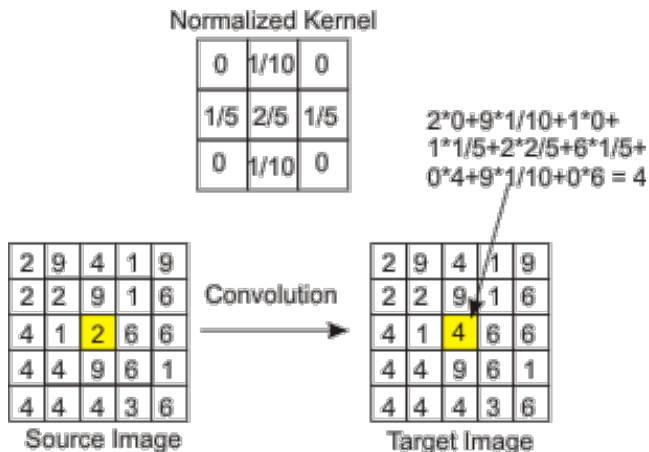 Normalized Kernel
0 1/10 0
1/5 2/5 1/5
0 1/10 0
2*0+9*1/10+1*0+
1*1/5+2*2/5+6*1/5+
0*4+9*1/10+0*6 = 4
2 9 4 1 9
2 2 9 1 6
4 1 2 6 6
4 4 9 6 1
4 4 4 3 6
Source Image
Convolution
2 9 4 1 9
2 2 9 1 6
4 1 4 6 6
4 4 9 6 1
4 4 4 3 6
Target Image